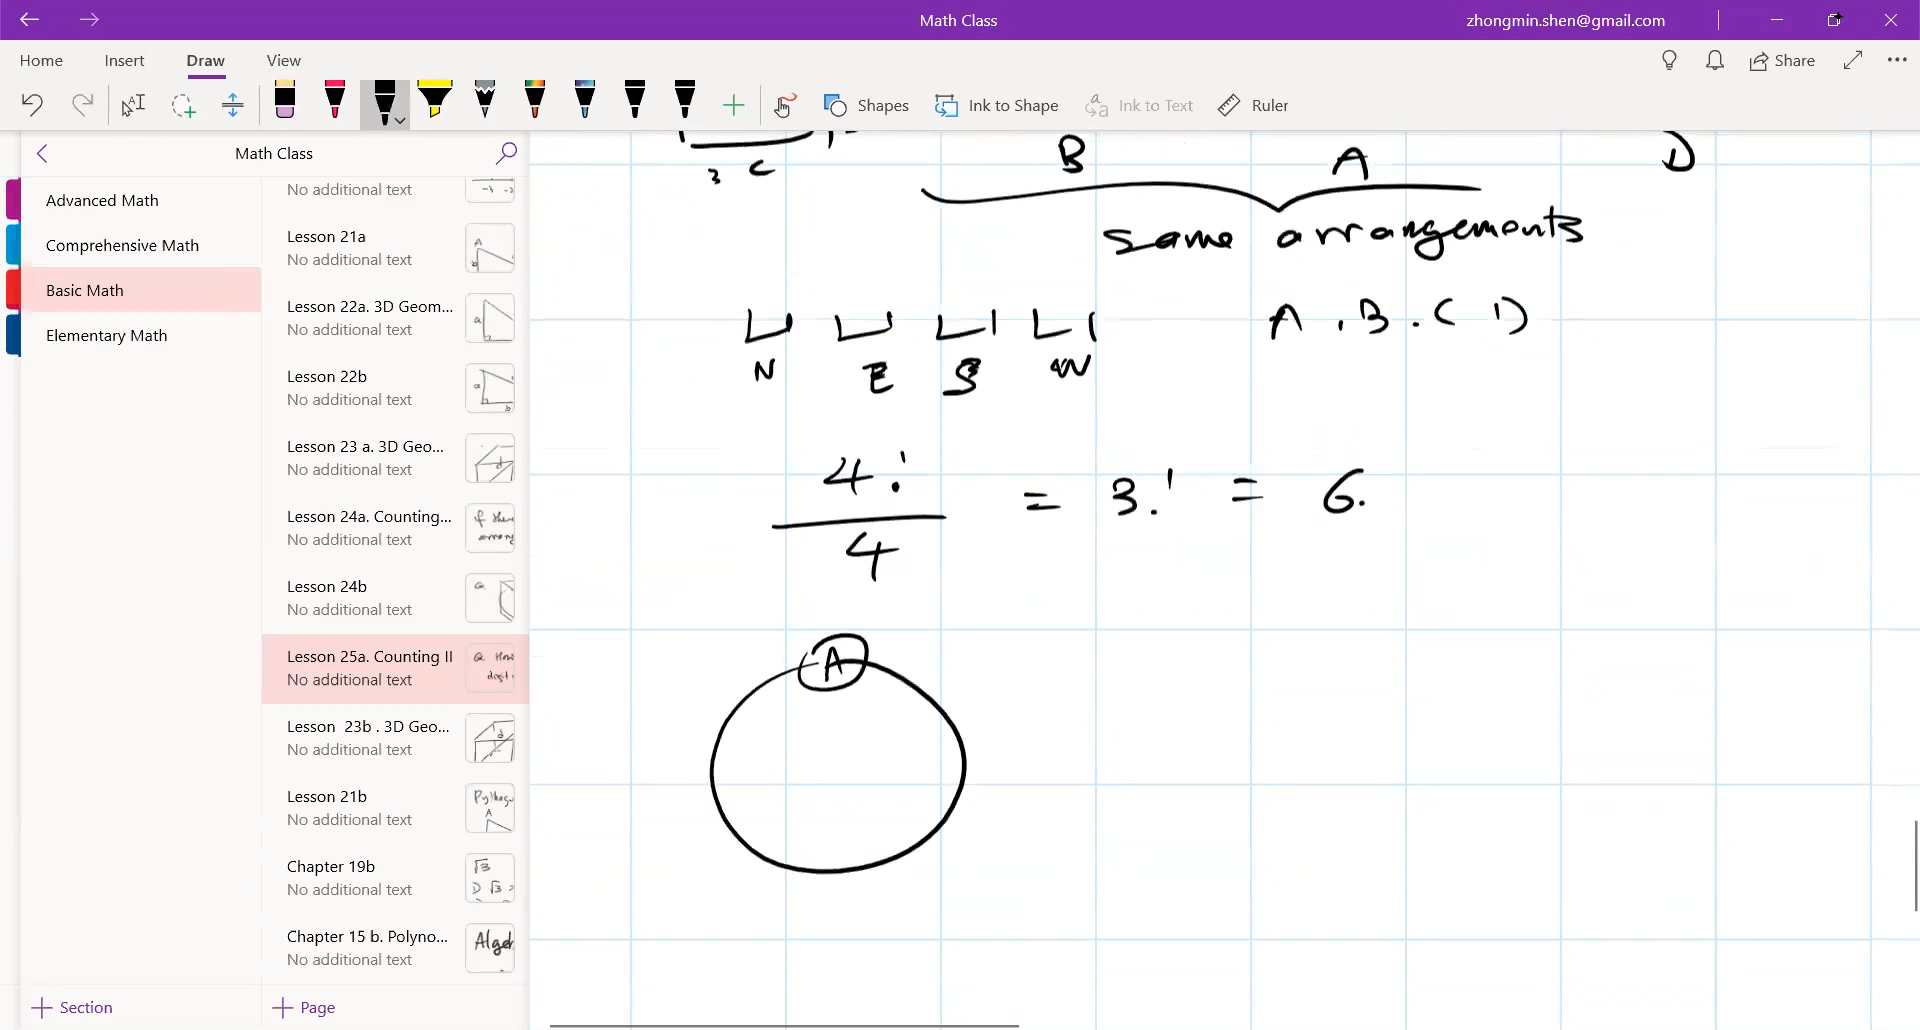 Math Class
zhongmin.shen@gmail.com
Home Insert Draw View
Share
Shapes Ink to Shape Ink to Text Ruler
Math Class
Advanced Math
Comprehensive Math
Basic Math
Elementary Math
No additional text
Lesson 21a
No additional text
Lesson 22a. 3D Geom...
No additional text
Lesson 22b
No additional text
Lesson 23 a. 3D Geo...
No additional text
Lesson 24a. Counting...
No additional text
Lesson 24b
No additional text
Lesson 25a. Counting II
No additional text
Lesson 23b . 3D Geo...
No additional text
Lesson 21b
No additional text
Chapter 19b
No additional text
Chapter 15 b. Polyno...
No additional text
Section
Page
C B A D
same arrangements
A . B . C D
N E S W
4! / 4 = 3! = 6.
A